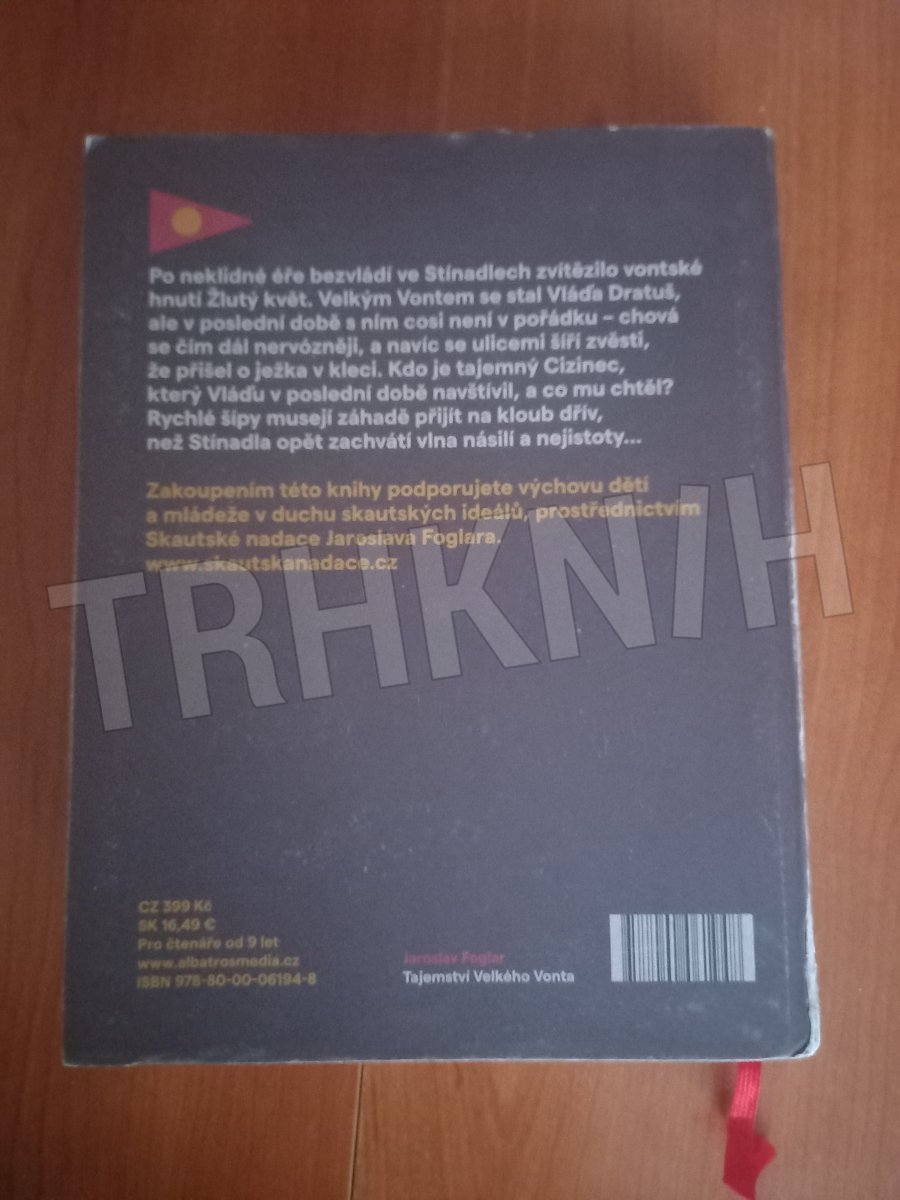 Po neklidné éře bezvládí ve Stínadlech zvítězilo vontské
hnutí Žlutý květ. Velkým Vontem se stal Vláďa Dratuš,
ale v poslední době s ním cosi není v pořádku – chová
se čím dál nervózněji, a navíc se ulicemi šíří zvěsti,
že přišel o ježka v kleci. Kdo je tajemný Cizinec,
který Vláďu v poslední době navštívil, a co mu chtěl?
Rychlé šípy musejí záhadě přijít na kloub dřív,
než Stínadla opět zachvátí vlna násilí a nejistoty...
Zakoupením této knihy podporujete výchovu dětí
a mládeže v duchu skautských ideálů, prostřednictvím
Skautské nadace Jaroslava Foglara.
www.skautskanadace.cz
TRHKNIH
CZ 399 Kč
SK 16,49 €
Pro čtenáře od 9 let
www.albatrosmedia.cz
ISBN 978-80-00-06194-8
Jaroslav Foglar
Tajemství Velkého Vonta